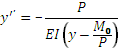 y′′ = − P / EI (y − M₀ / P)